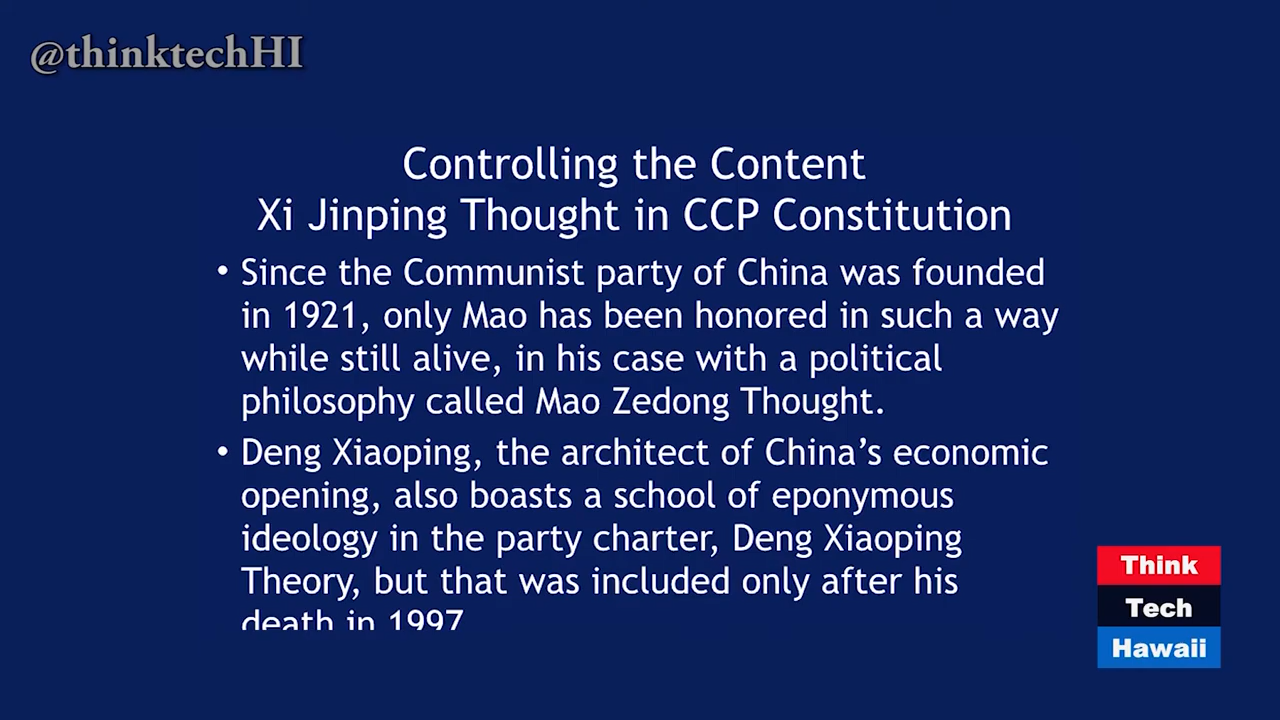 @thinktechHI
Controlling the Content
Xi Jinping Thought in CCP Constitution
• Since the Communist party of China was founded
in 1921, only Mao has been honored in such a way
while still alive, in his case with a political
philosophy called Mao Zedong Thought.
• Deng Xiaoping, the architect of China’s economic
opening, also boasts a school of eponymous
ideology in the party charter, Deng Xiaoping
Theory, but that was included only after his
death in 1997
Think
Tech
Hawaii